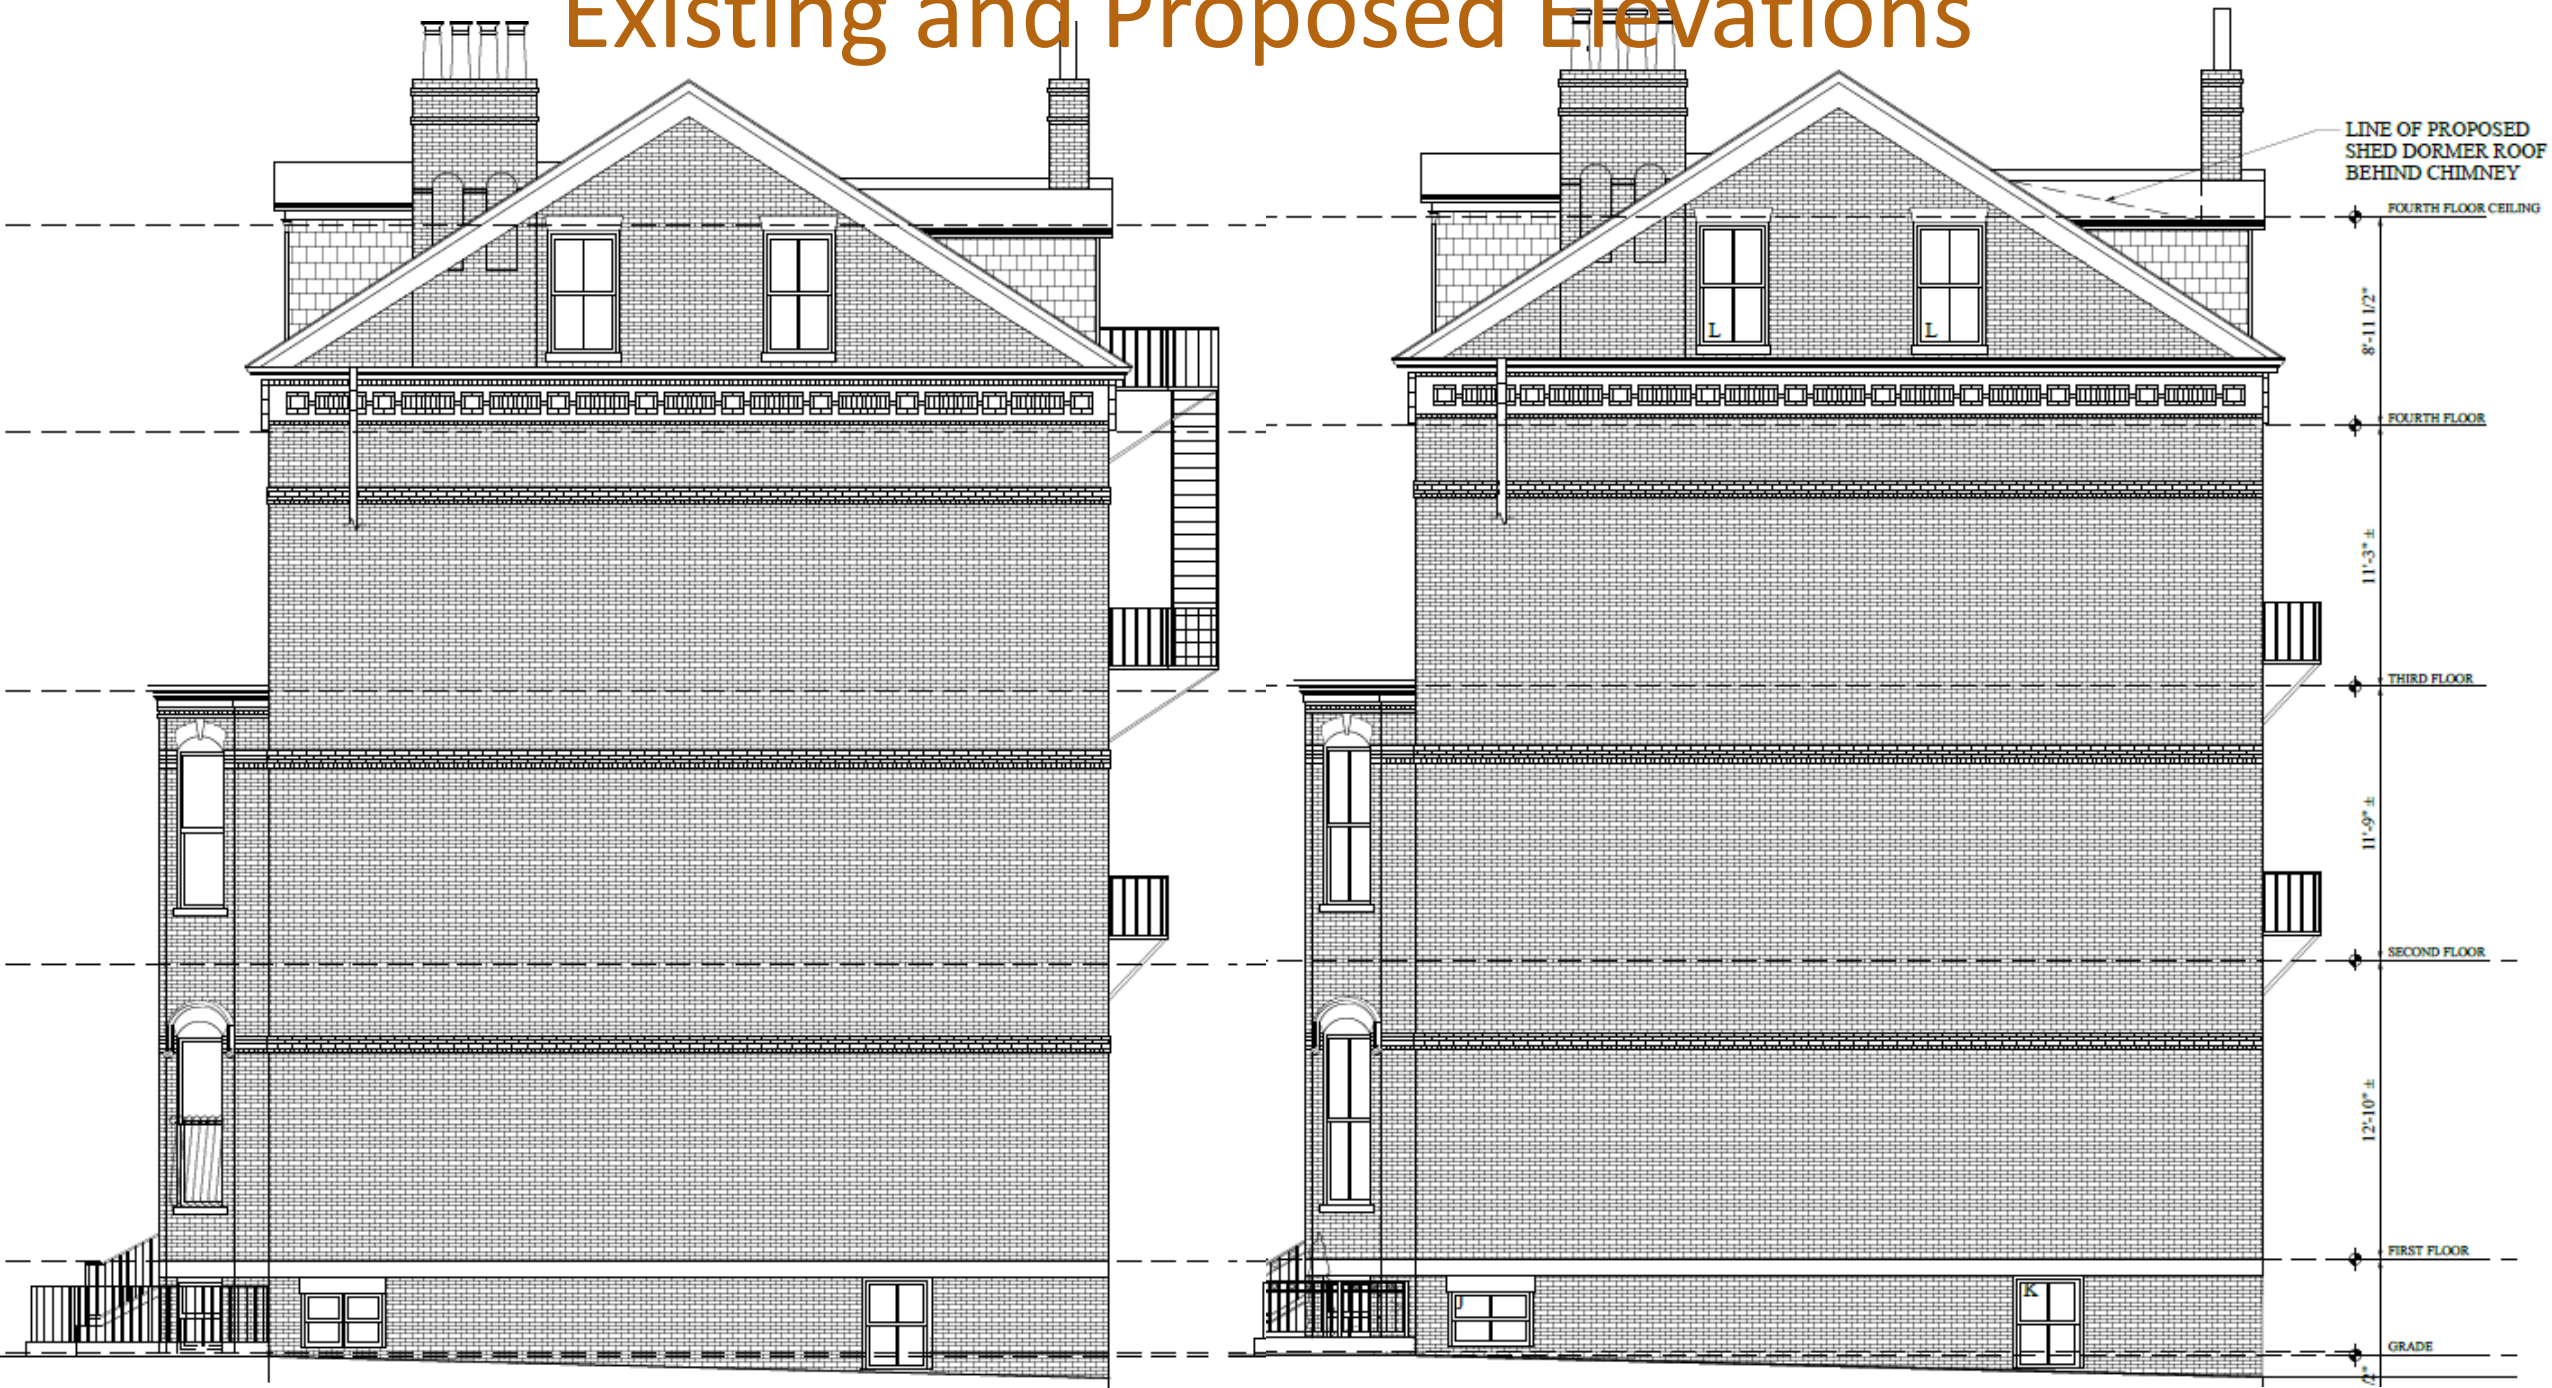 Existing and Proposed Elevations
LINE OF PROPOSED
SHED DORMER ROOF
BEHIND CHIMNEY
FOURTH FLOOR CEILING
L
L
8'-11 1/2"
FOURTH FLOOR
11'-3" ±
THIRD FLOOR
11'-9" ±
SECOND FLOOR
12'-10" ±
FIRST FLOOR
J
K
GRADE
/2"